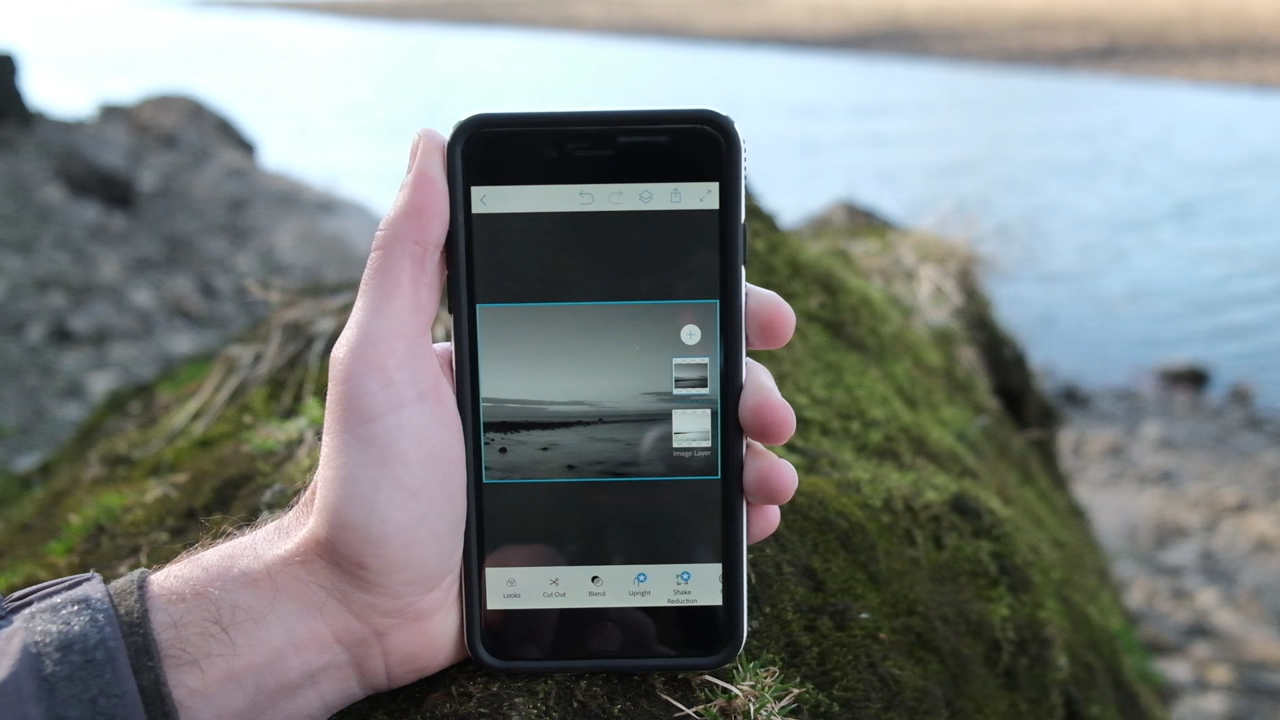 Image Layer
Looks
Cut Out
Blend
Upright
Shake
Reduction